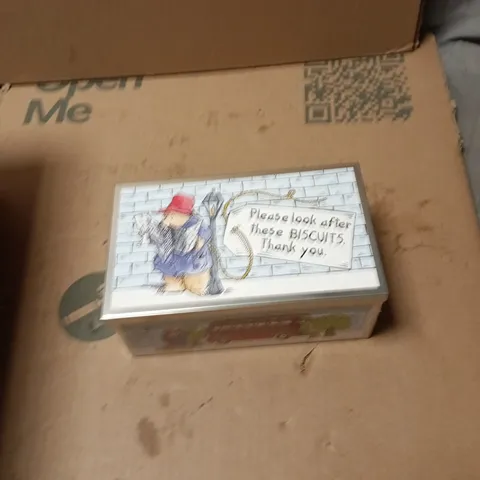 Open
Me
Please look after
these BISCUITS.
Thank you.